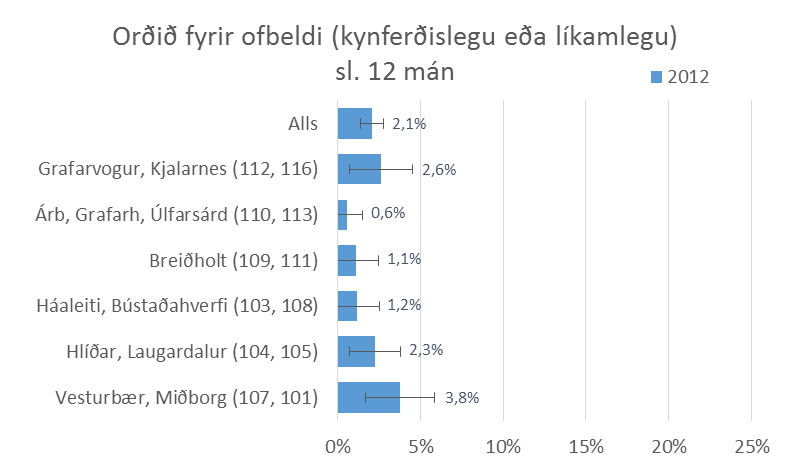 Orðið fyrir ofbeldi (kynferðislegu eða líkamlegu)
sl. 12 mán
2012
Alls 2,1%
Grafarvogur, Kjalarnes (112, 116) 2,6%
Árb, Grafarh, Úlfarsárd (110, 113) 0,6%
Breiðholt (109, 111) 1,1%
Háaleiti, Bústaðahverfi (103, 108) 1,2%
Hlíðar, Laugardalur (104, 105) 2,3%
Vesturbær, Miðborg (107, 101) 3,8%
0% 5% 10% 15% 20% 25%